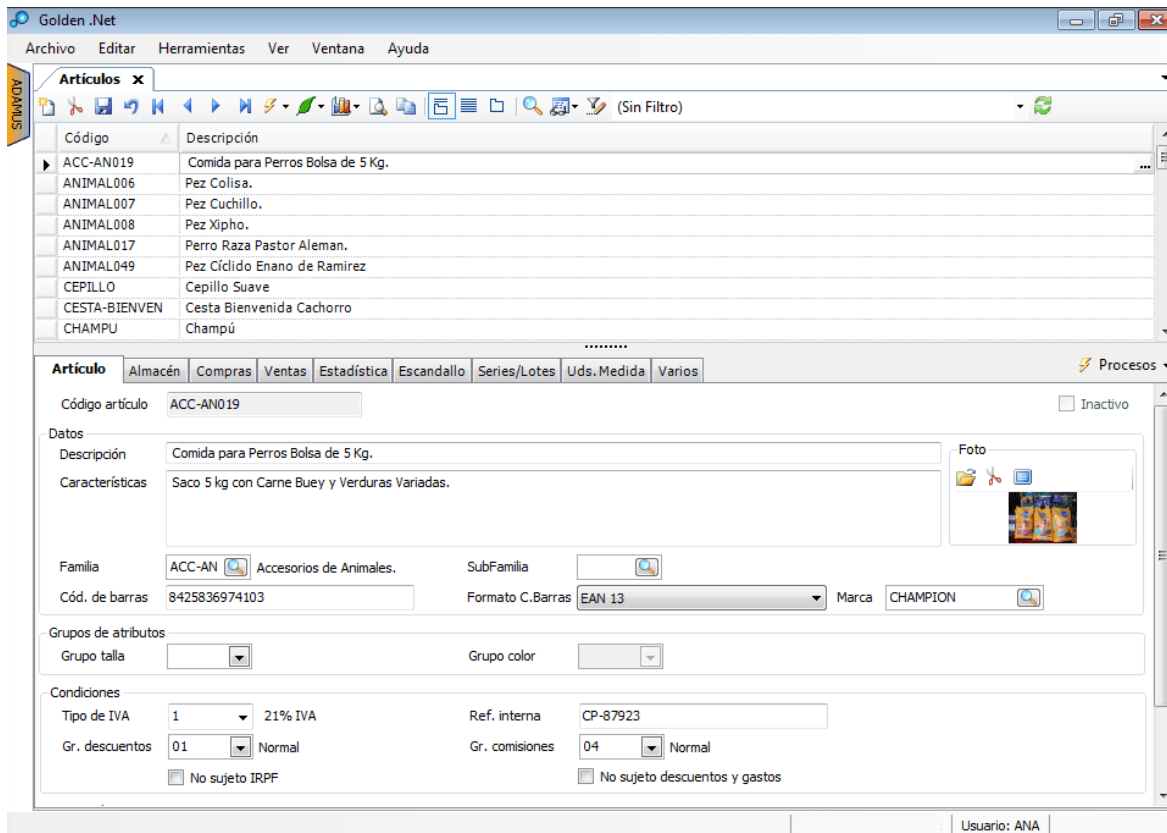 Golden .Net
Archivo Editar Herramientas Ver Ventana Ayuda
ADAMUS
Artículos X
(Sin Filtro)
Código Descripción
ACC-AN019 Comida para Perros Bolsa de 5 Kg. ...
ANIMAL006 Pez Colisa.
ANIMAL007 Pez Cuchillo.
ANIMAL008 Pez Xipho.
ANIMAL017 Perro Raza Pastor Aleman.
ANIMAL049 Pez Cíclido Enano de Ramirez
CEPILLO Cepillo Suave
CESTA-BIENVEN Cesta Bienvenida Cachorro
CHAMPU Champú
Artículo Almacén Compras Ventas Estadística Escandallo Series/Lotes Uds. Medida Varios Procesos
Código artículo ACC-AN019 Inactivo
Datos
Descripción Comida para Perros Bolsa de 5 Kg. Foto
Características Saco 5 kg con Carne Buey y Verduras Variadas.
Familia ACC-AN Accesorios de Animales. SubFamilia
Cód. de barras 8425836974103 Formato C.Barras EAN 13 Marca CHAMPION
Grupos de atributos
Grupo talla Grupo color
Condiciones
Tipo de IVA 1 21% IVA Ref. interna CP-87923
Gr. descuentos 01 Normal Gr. comisiones 04 Normal
No sujeto IRPF No sujeto descuentos y gastos
Usuario: ANA